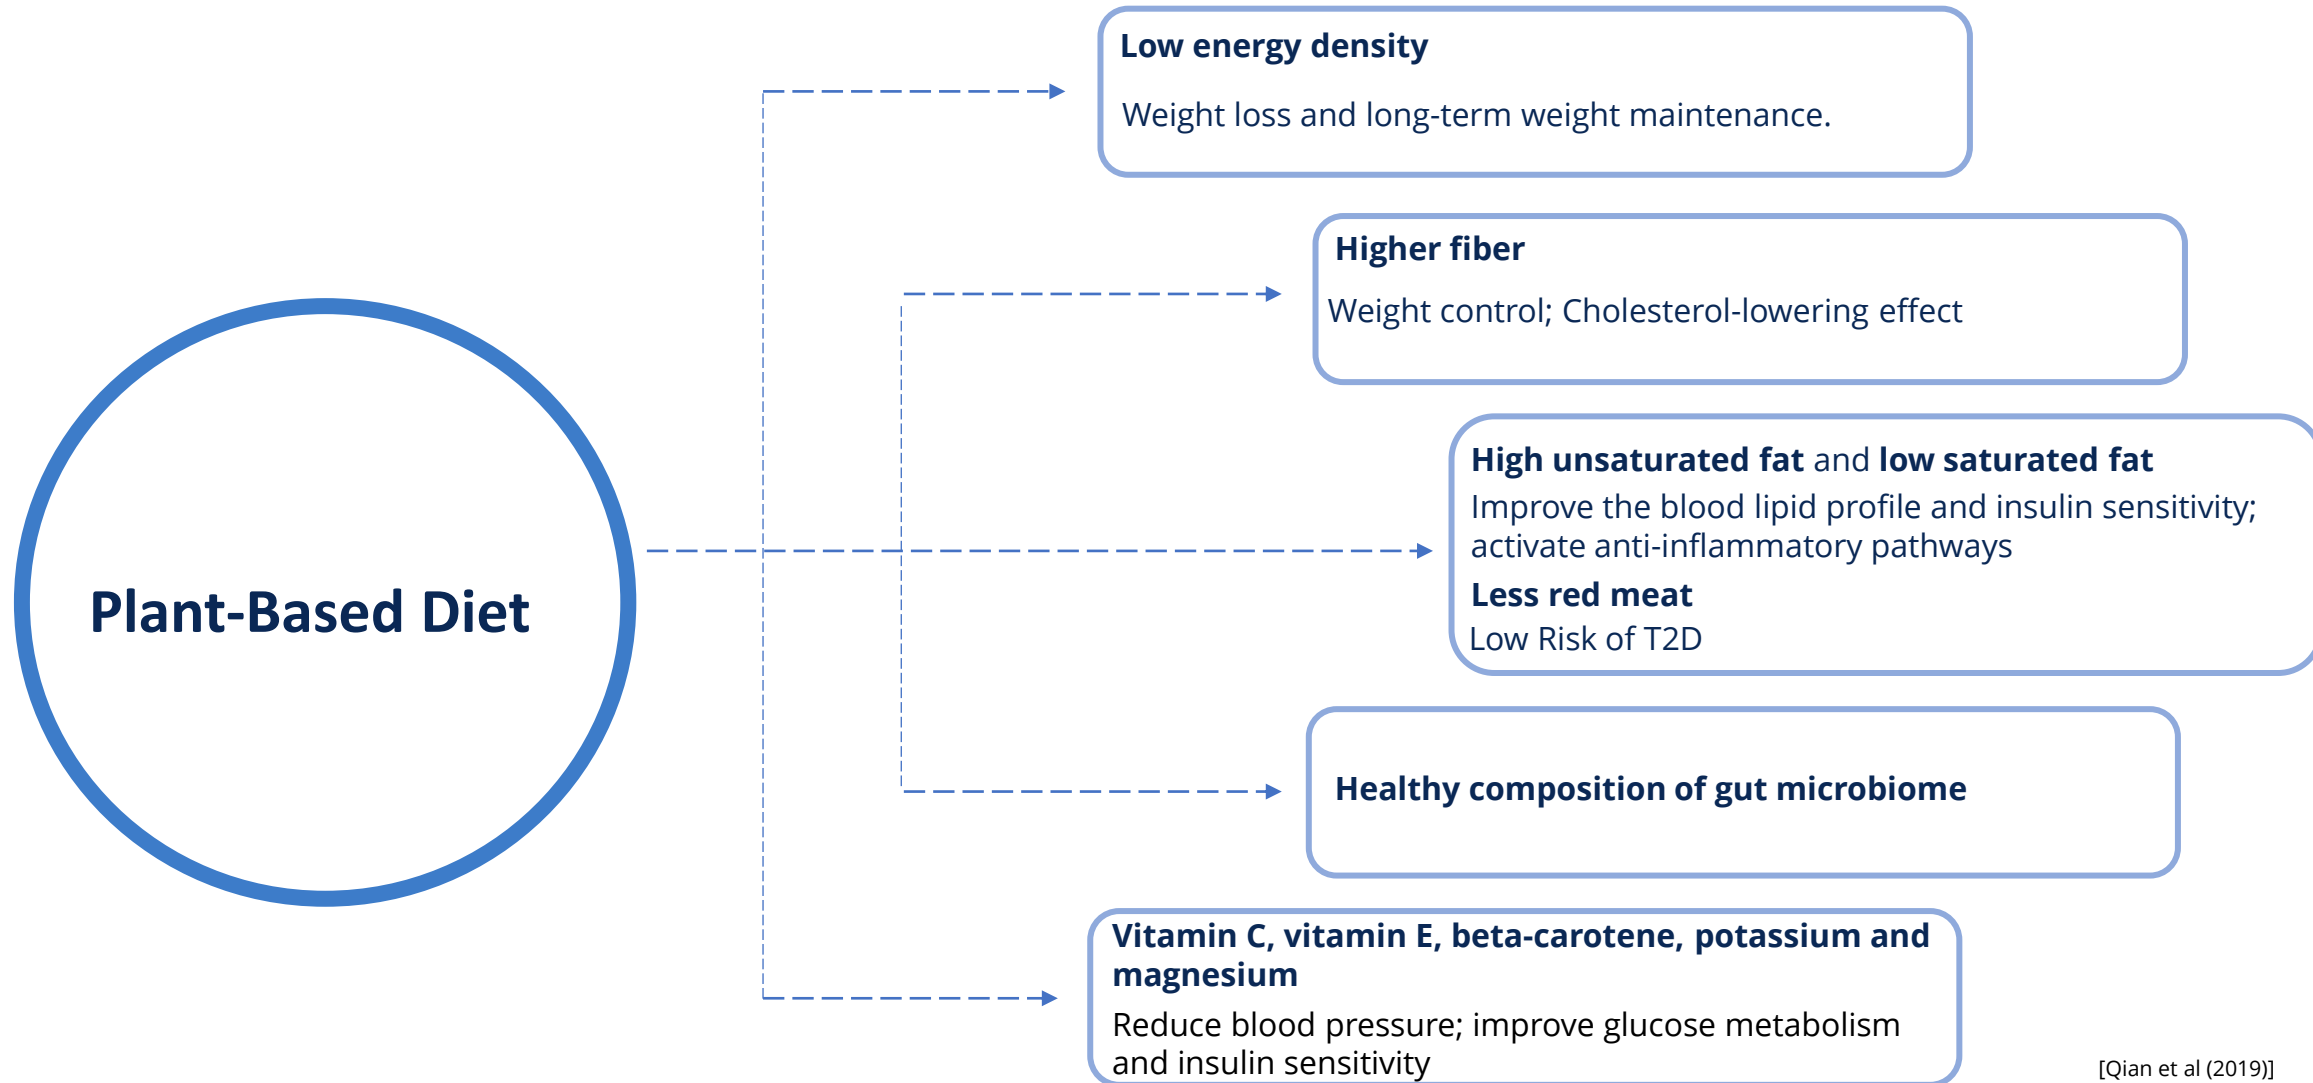 Low energy density
Weight loss and long-term weight maintenance.
Higher fiber
Weight control; Cholesterol-lowering effect
High unsaturated fat and low saturated fat
Improve the blood lipid profile and insulin sensitivity;
activate anti-inflammatory pathways
Less red meat
Low Risk of T2D
Plant-Based Diet
Healthy composition of gut microbiome
Vitamin C, vitamin E, beta-carotene, potassium and
magnesium
Reduce blood pressure; improve glucose metabolism
and insulin sensitivity
[Qian et al (2019)]